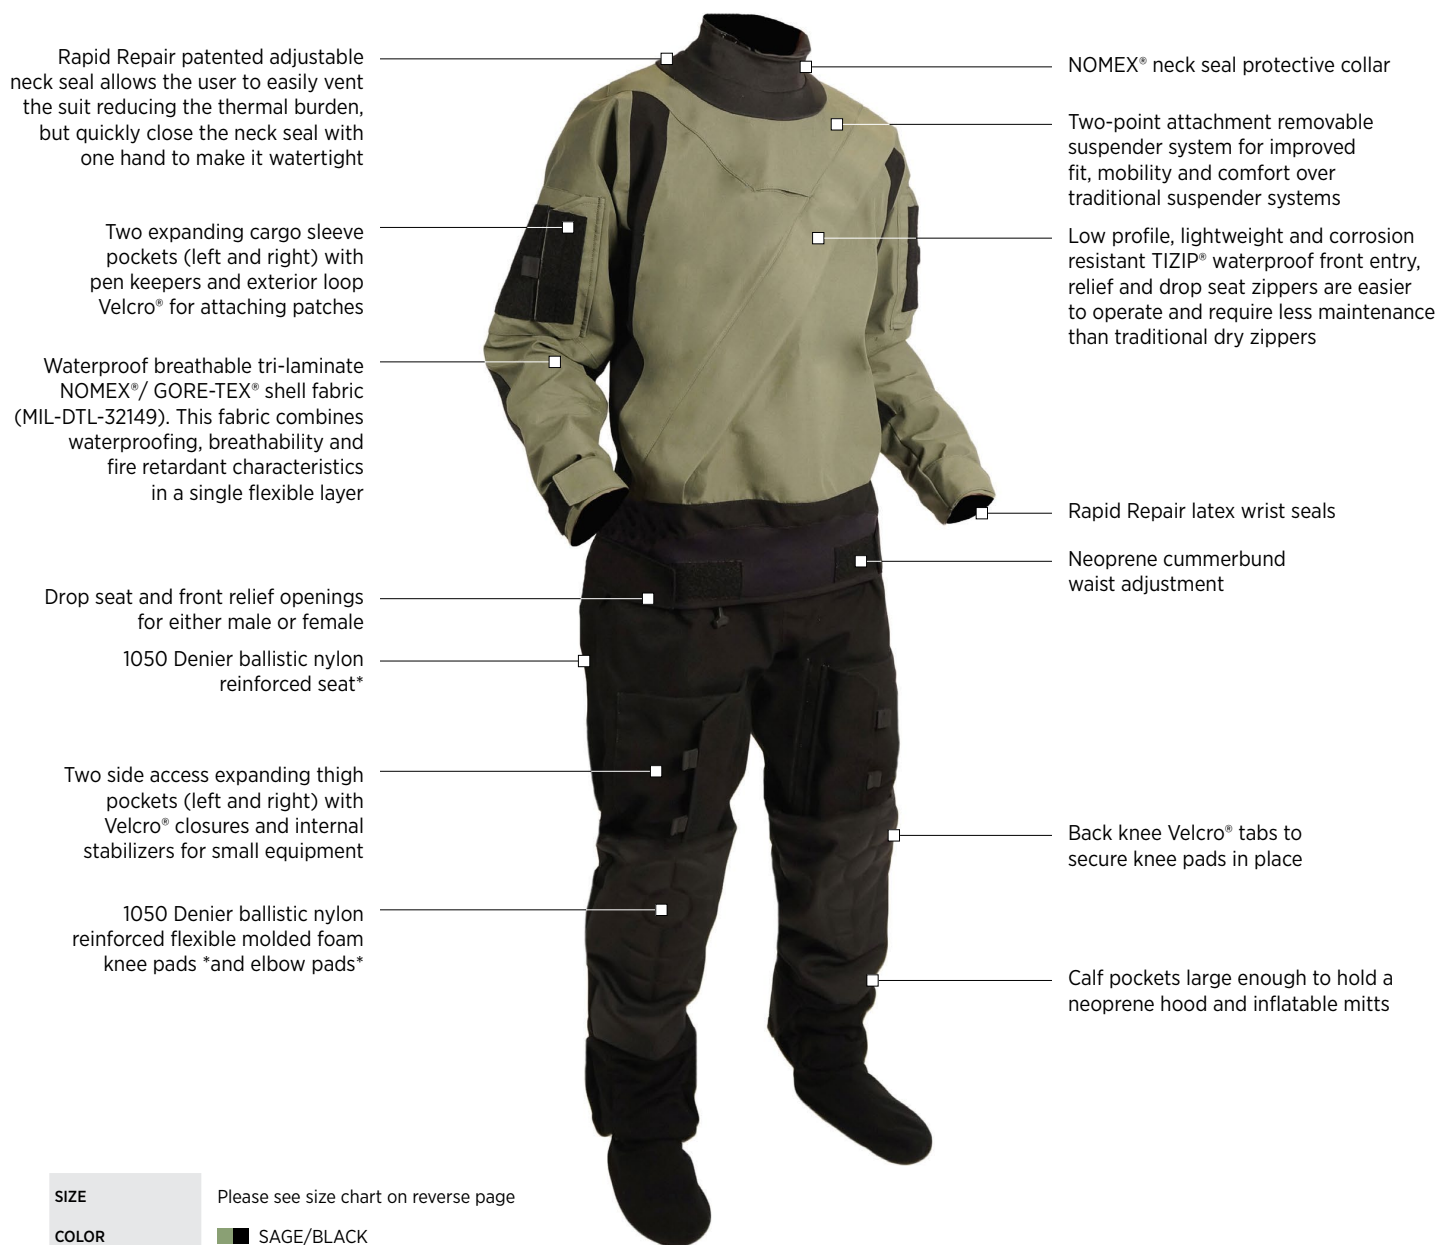 Rapid Repair patented adjustable
neck seal allows the user to easily vent
the suit reducing the thermal burden,
but quickly close the neck seal with
one hand to make it watertight
Two expanding cargo sleeve
pockets (left and right) with
pen keepers and exterior loop
Velcro® for attaching patches
Waterproof breathable tri-laminate
NOMEX®/ GORE-TEX® shell fabric
(MIL-DTL-32149). This fabric combines
waterproofing, breathability and
fire retardant characteristics
in a single flexible layer
Drop seat and front relief openings
for either male or female
1050 Denier ballistic nylon
reinforced seat*
Two side access expanding thigh
pockets (left and right) with
Velcro® closures and internal
stabilizers for small equipment
1050 Denier ballistic nylon
reinforced flexible molded foam
knee pads *and elbow pads*
NOMEX® neck seal protective collar
Two-point attachment removable
suspender system for improved
fit, mobility and comfort over
traditional suspender systems
Low profile, lightweight and corrosion
resistant TIZIP® waterproof front entry,
relief and drop seat zippers are easier
to operate and require less maintenance
than traditional dry zippers
Rapid Repair latex wrist seals
Neoprene cummerbund
waist adjustment
Back knee Velcro® tabs to
secure knee pads in place
Calf pockets large enough to hold a
neoprene hood and inflatable mitts
SIZE Please see size chart on reverse page
COLOR SAGE/BLACK